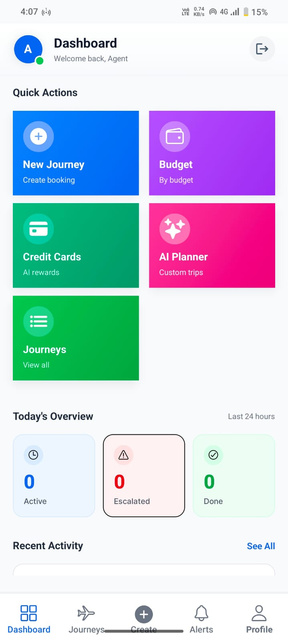 4:07
Vo5G LTE 0.74 KB/s 4G 15%
A
Dashboard
Welcome back, Agent
Quick Actions
New Journey
Create booking
Budget
By budget
Credit Cards
AI rewards
AI Planner
Custom trips
Journeys
View all
Today's Overview
Last 24 hours
0
Active
0
Escalated
0
Done
Recent Activity
See All
Dashboard
Journeys
Create
Alerts
Profile